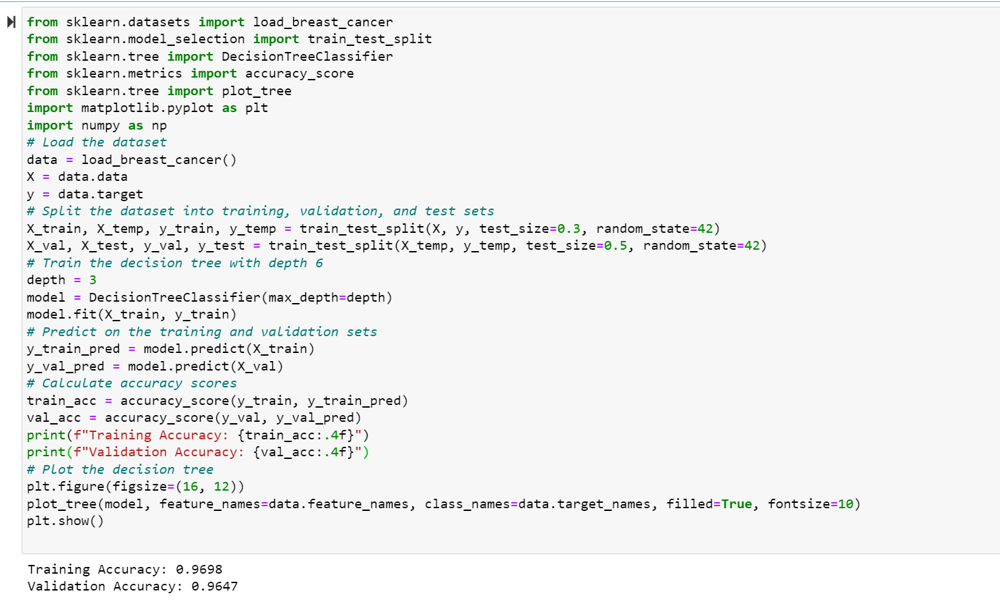 from sklearn.datasets import load_breast_cancer
from sklearn.model_selection import train_test_split
from sklearn.tree import DecisionTreeClassifier
from sklearn.metrics import accuracy_score
from sklearn.tree import plot_tree
import matplotlib.pyplot as plt
import numpy as np
# Load the dataset
data = load_breast_cancer()
X = data.data
y = data.target
# Split the dataset into training, validation, and test sets
X_train, X_temp, y_train, y_temp = train_test_split(X, y, test_size=0.3, random_state=42)
X_val, X_test, y_val, y_test = train_test_split(X_temp, y_temp, test_size=0.5, random_state=42)
# Train the decision tree with depth 6
depth = 3
model = DecisionTreeClassifier(max_depth=depth)
model.fit(X_train, y_train)
# Predict on the training and validation sets
y_train_pred = model.predict(X_train)
y_val_pred = model.predict(X_val)
# Calculate accuracy scores
train_acc = accuracy_score(y_train, y_train_pred)
val_acc = accuracy_score(y_val, y_val_pred)
print(f"Training Accuracy: {train_acc:.4f}")
print(f"Validation Accuracy: {val_acc:.4f}")
# Plot the decision tree
plt.figure(figsize=(16, 12))
plot_tree(model, feature_names=data.feature_names, class_names=data.target_names, filled=True, fontsize=10)
plt.show()
Training Accuracy: 0.9698
Validation Accuracy: 0.9647